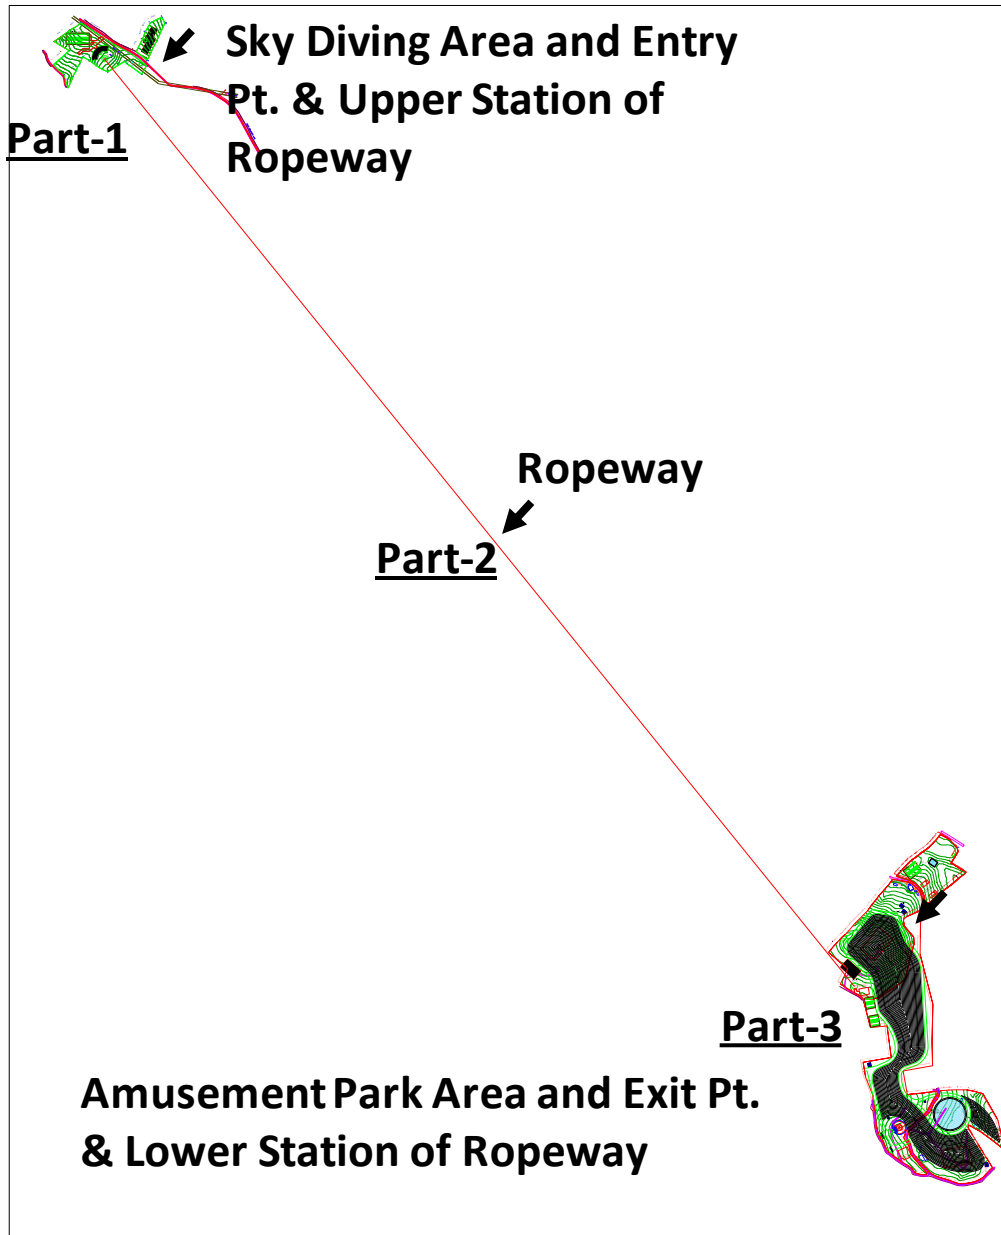 Sky Diving Area and Entry
Pt. & Upper Station of
Ropeway
Part-1
Ropeway
Part-2
Part-3
Amusement Park Area and Exit Pt.
& Lower Station of Ropeway